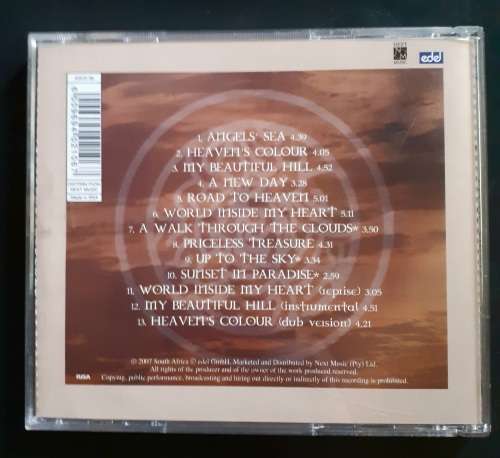 NEXT
MUSIC
edel
1. ANGELS' SEA 4.39
2. HEAVEN'S COLOUR 4.05
3. MY BEAUTIFUL HILL 4.52
4. A NEW DAY 3.28
5. ROAD TO HEAVEN 5.01
6. WORLD INSIDE MY HEART 5.11
7. A WALK THROUGH THE CLOUDS* 3.50
8. PRICELESS TREASURE 4.31
9. UP TO THE SKY* 3.34
10. SUNSET IN PARADISE* 2.59
11. WORLD INSIDE MY HEART (reprise) 3.05
12. MY BEAUTIFUL HILL (instrumental 4.51
13. HEAVEN'S COLOUR (dub version) 4.21
℗ 2007 South Africa © edel GmbH. Marketed and Distributed by Next Music (Pty) Ltd.
All rights of the producer and of the owner of the work produced reserved.
Copying, public performance, broadcasting and hiring out directly or indirectly of this recording is prohibited.
RiSA